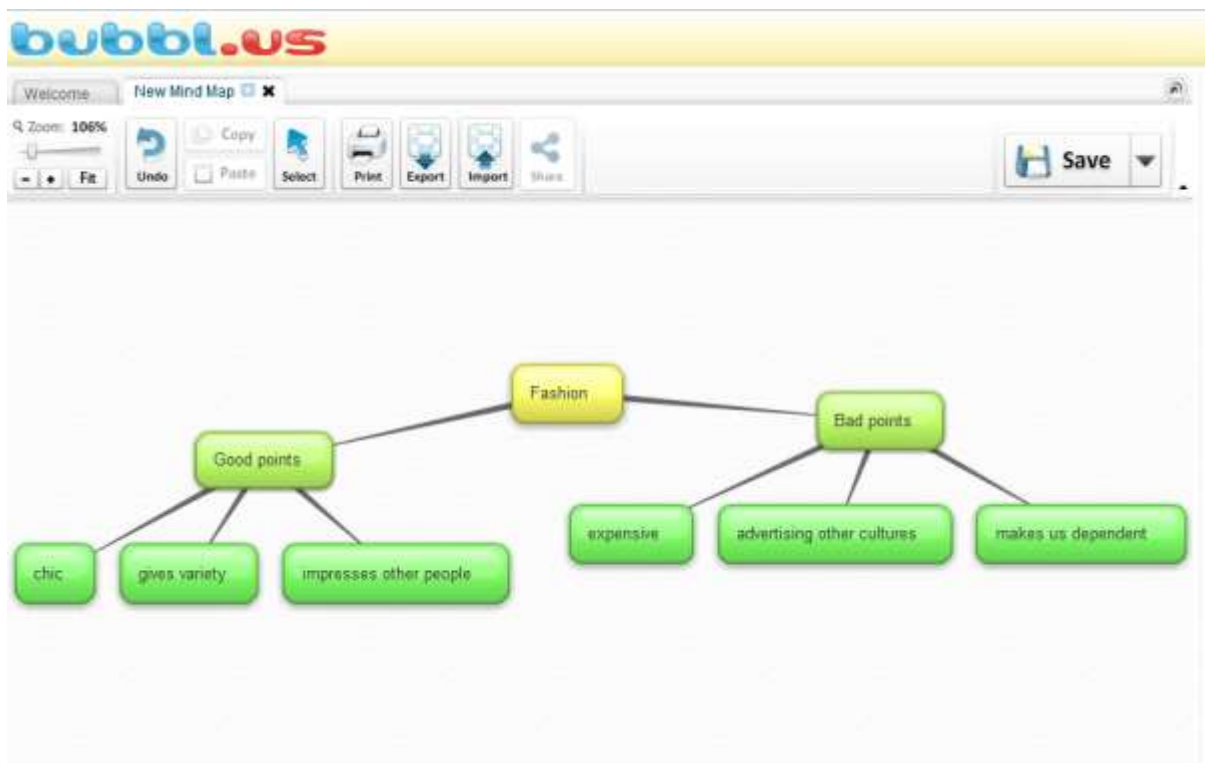 bubbl.us
Welcome New Mind Map
Zoom: 106%
Copy
Paste
Fit
Undo
Select
Print
Export
Import
Share
Save
Fashion
Bad points
Good points
expensive
advertising other cultures
makes us dependent
chic
gives variety
impresses other people